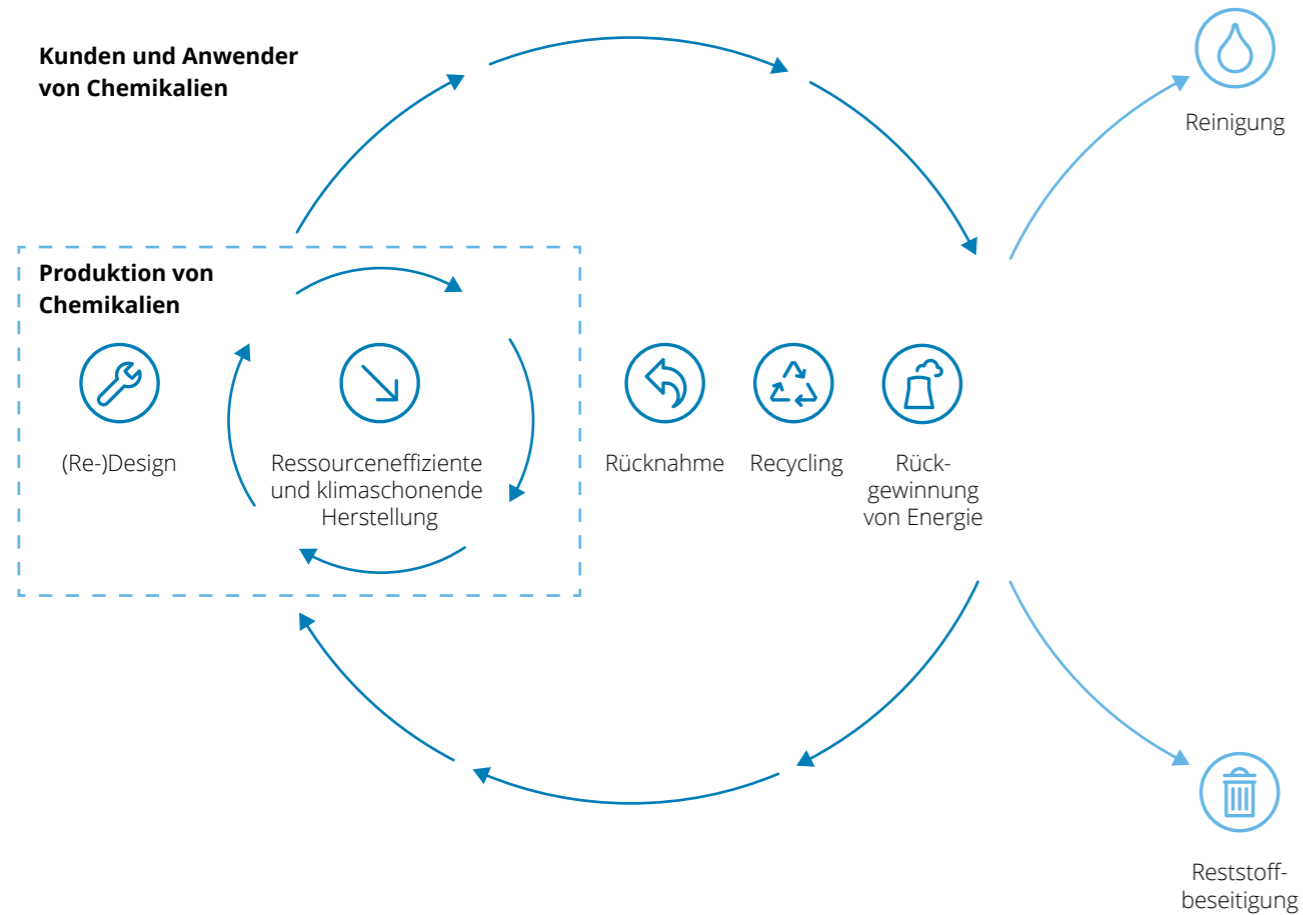 Kunden und Anwender
von Chemikalien
Reinigung
Produktion von
Chemikalien
(Re-)Design
Ressourceneffiziente
und klimaschonende
Herstellung
Rücknahme
Recycling
Rück-
gewinnung
von Energie
Reststoff-
beseitigung